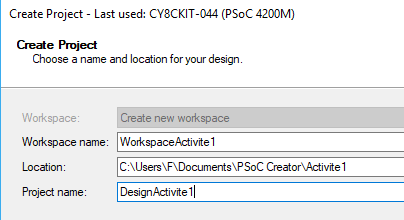 Create Project - Last used: CY8CKIT-044 (PSoC 4200M)
Create Project
Choose a name and location for your design.
Workspace: Create new workspace
Workspace name: WorkspaceActivite1
Location: C:\Users\F\Documents\PSoC Creator\Activite1
Project name: DesignActivite1